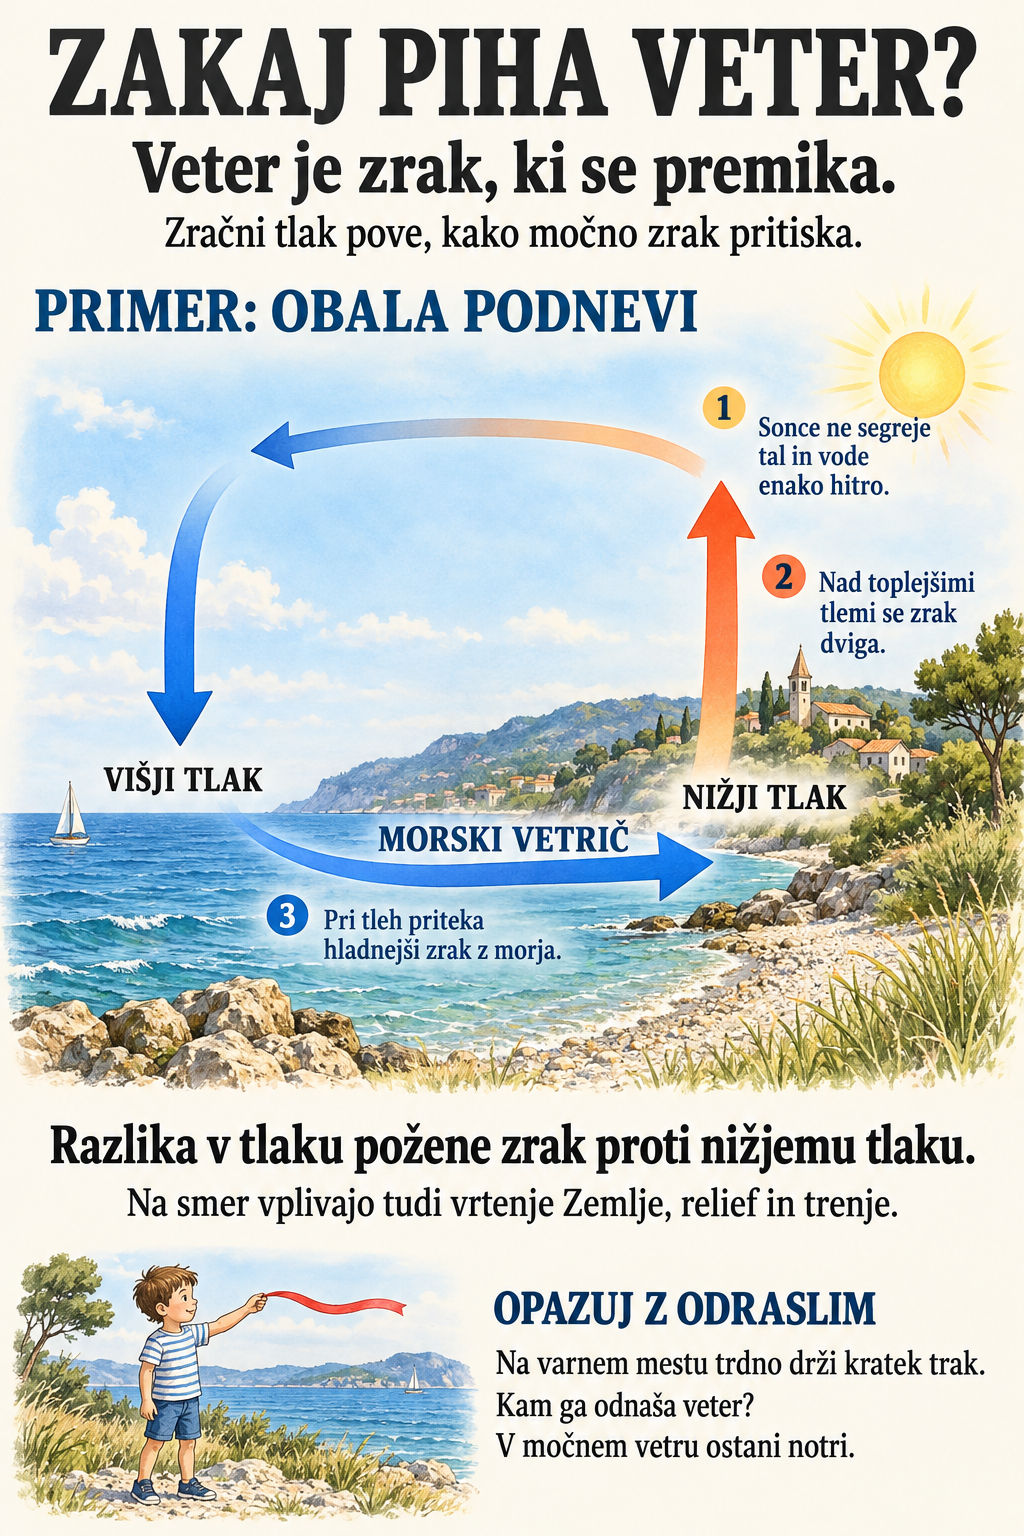 ZAKAJ PIHA VETER?
Veter je zrak, ki se premika.
Zračni tlak pove, kako močno zrak pritiska.
PRIMER: OBALA PODNEVI
1
Sonce ne segreje
tal in vode
enako hitro.
2
Nad toplejšimi
tlemi se zrak
dviga.
VIŠJI TLAK
NIŽJI TLAK
MORSKI VETRIČ
3
Pri tleh priteka
hladnejši zrak z morja.
Razlika v tlaku požene zrak proti nižjemu tlaku.
Na smer vplivajo tudi vrtenje Zemlje, relief in trenje.
OPAZUJ Z ODRASLIM
Na varnem mestu trdno drži kratek trak.
Kam ga odnaša veter?
V močnem vetru ostani notri.